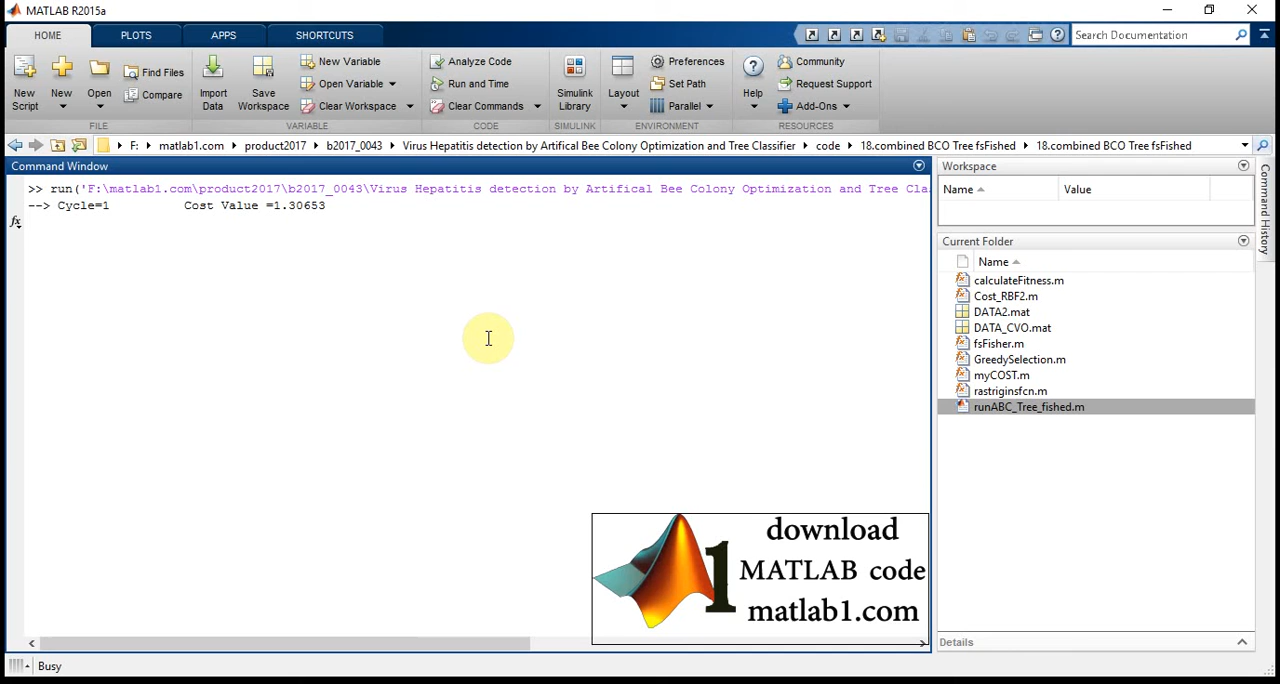 MATLAB R2015a
HOME
PLOTS
APPS
SHORTCUTS
Search Documentation
New Script
New
Open
Find Files
Compare
FILE
Import Data
Save Workspace
New Variable
Open Variable
Clear Workspace
VARIABLE
Analyze Code
Run and Time
Clear Commands
CODE
Simulink Library
SIMULINK
Layout
Preferences
Set Path
Parallel
ENVIRONMENT
Help
Community
Request Support
Add-Ons
RESOURCES
F: matlab1.com product2017 b2017_0043 Virus Hepatitis detection by Artifical Bee Colony Optimization and Tree Classifier code 18.combined BCO Tree fsFished 18.combined BCO Tree fsFished
Command Window
>> run('F:\matlab1.com\product2017\b2017_0043\Virus Hepatitis detection by Artifical Bee Colony Optimization and Tree Cla
--> Cycle=1 Cost Value =1.30653
fx
Workspace
Name Value
Current Folder
Name
calculateFitness.m
Cost_RBF2.m
DATA2.mat
DATA_CVO.mat
fsFisher.m
GreedySelection.m
myCOST.m
rastriginsfcn.m
runABC_Tree_fished.m
Details
Command History
download
MATLAB code
matlab1.com
1
Busy